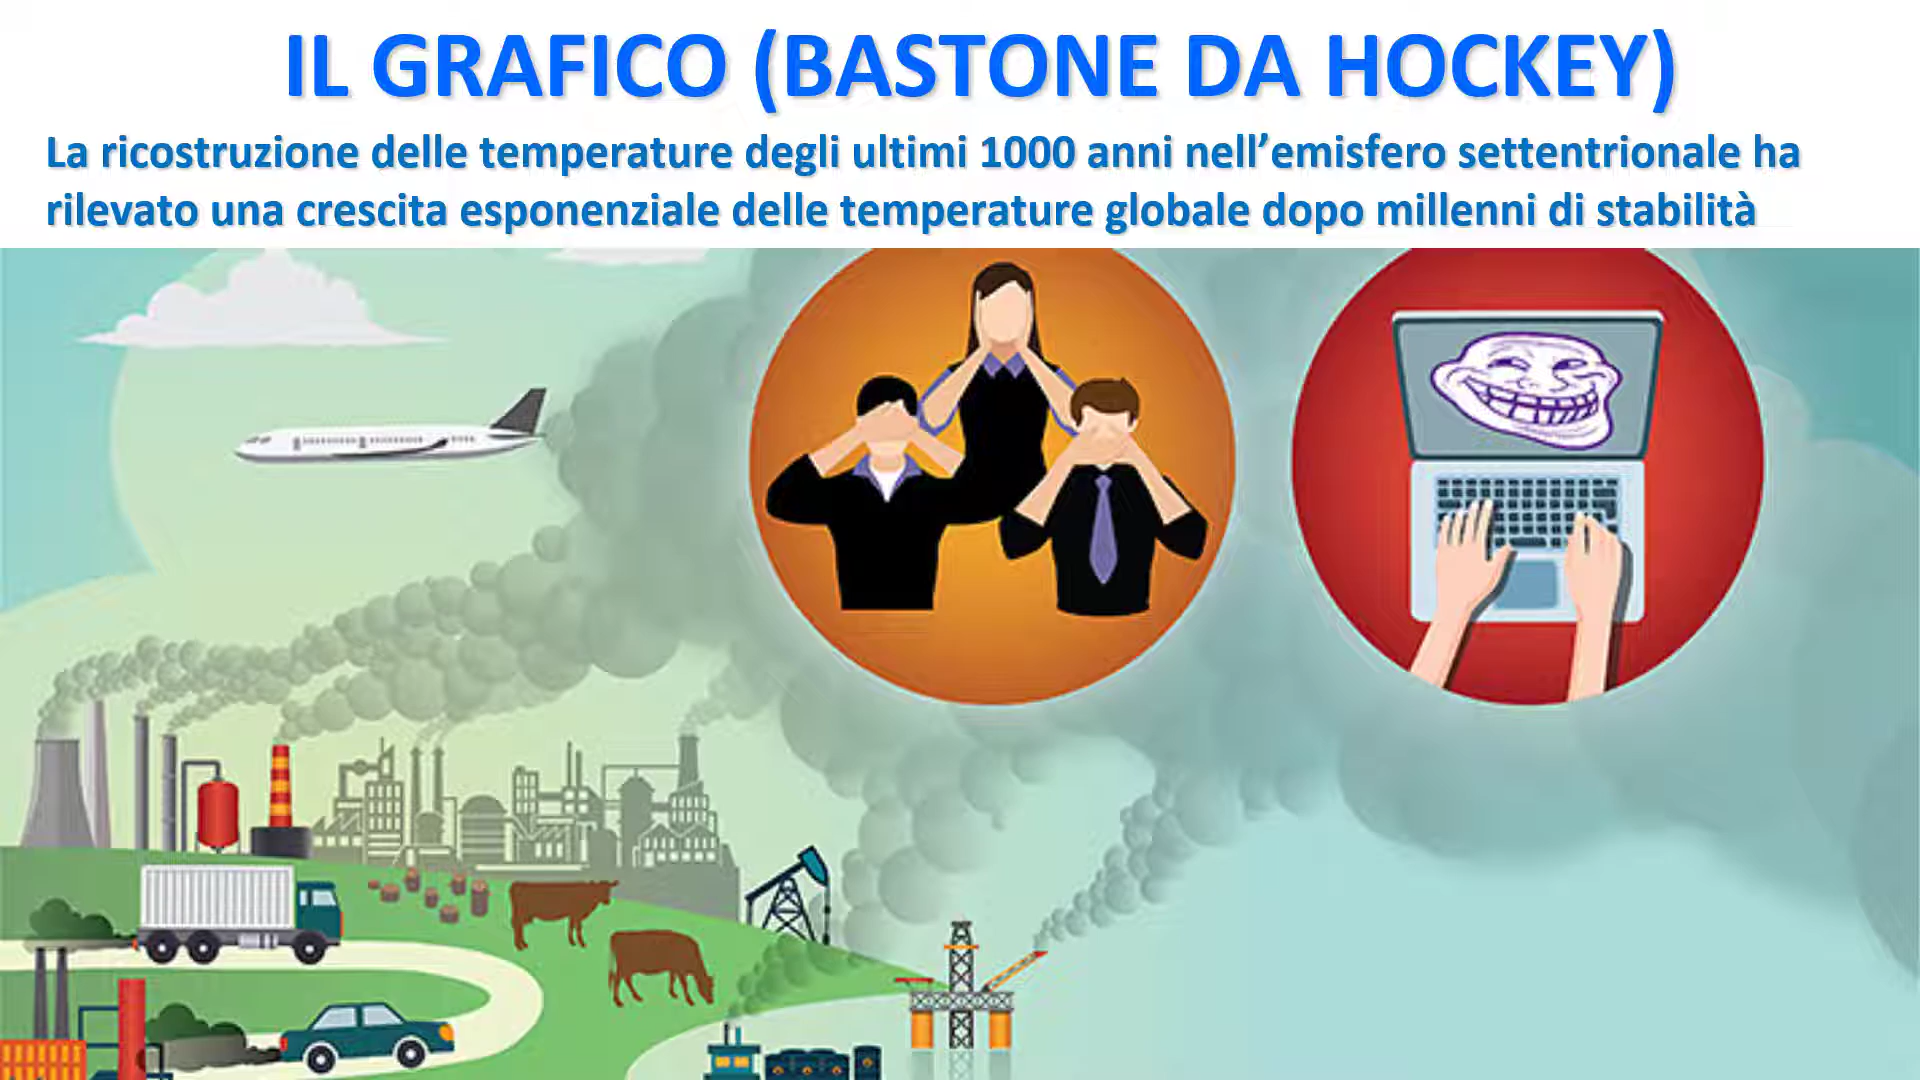 IL GRAFICO (BASTONE DA HOCKEY)
La ricostruzione delle temperature degli ultimi 1000 anni nell’emisfero settentrionale ha
rilevato una crescita esponenziale delle temperature globale dopo millenni di stabilità